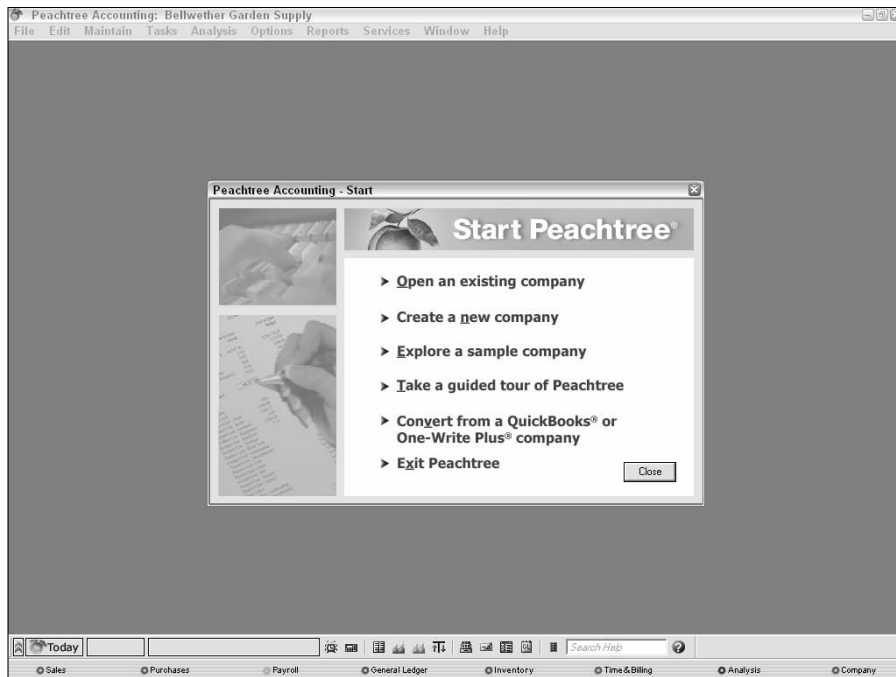 Peachtree Accounting: Bellwether Garden Supply
File Edit Maintain Tasks Analysis Options Reports Services Window Help
Peachtree Accounting - Start
Start Peachtree®
Open an existing company
Create a new company
Explore a sample company
Take a guided tour of Peachtree
Convert from a QuickBooks® or
One-Write Plus® company
Exit Peachtree
Close
Today
Search Help
Sales Purchases Payroll General Ledger Inventory Time & Billing Analysis Company